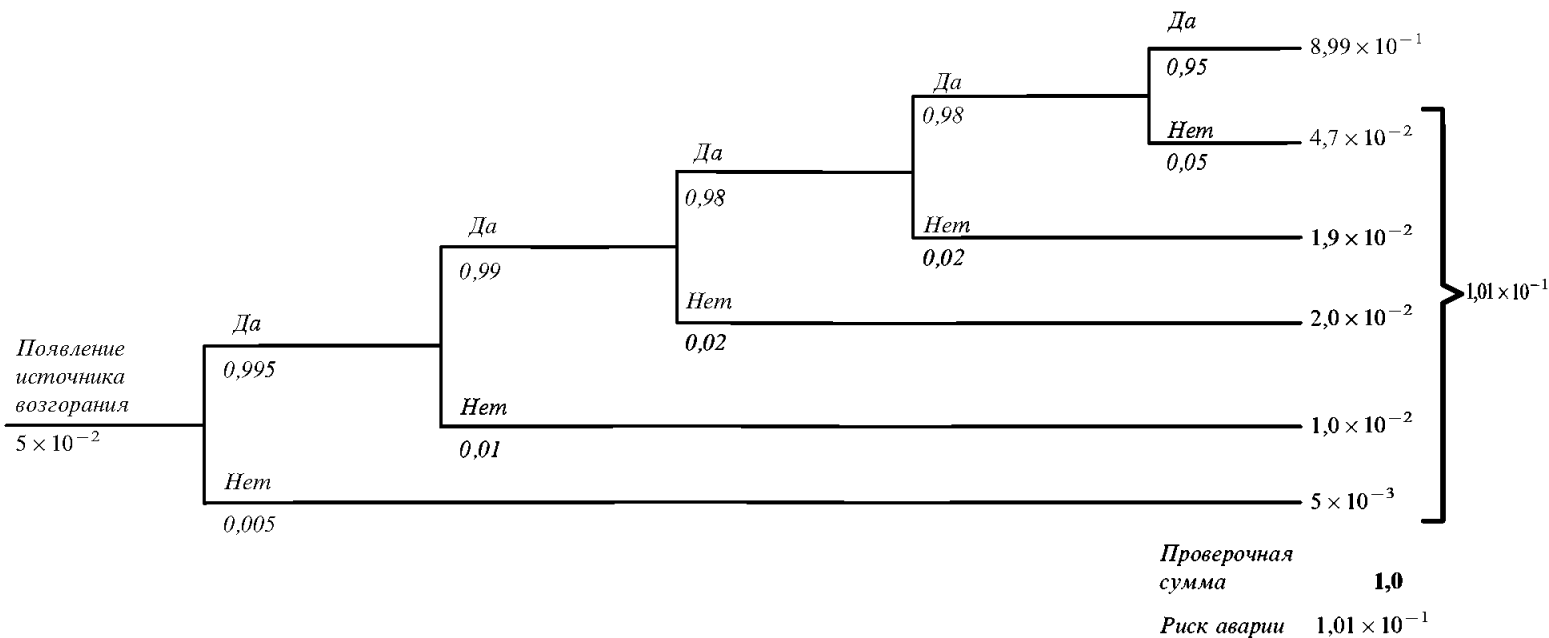 Да
8,99 × 10⁻¹
0,95
Да
0,98
Нет
4,7 × 10⁻²
0,05
Да
0,98
Нет
1,9 × 10⁻²
0,02
Да
0,99
Нет
2,0 × 10⁻²
0,02
1,01 × 10⁻¹
Да
0,995
Появление
источника
возгорания
5 × 10⁻²
Нет
1,0 × 10⁻²
0,01
Нет
5 × 10⁻³
0,005
Проверочная
сумма 1,0
Риск аварии 1,01 × 10⁻¹